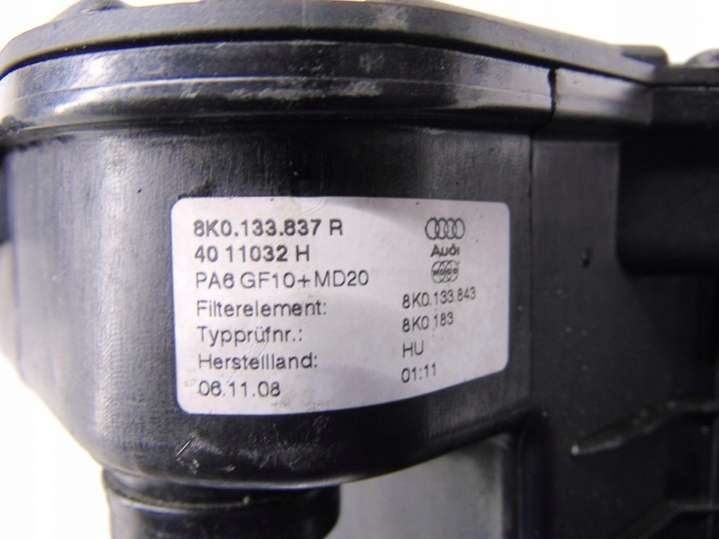 8K0.133.837 R
Audi
40 11032 H
PA6 GF10+MD20
Filterelement: 8K0.133.843
Typprüfnr.: 8K0 183
Herstellland: HU
06.11.08 01:11